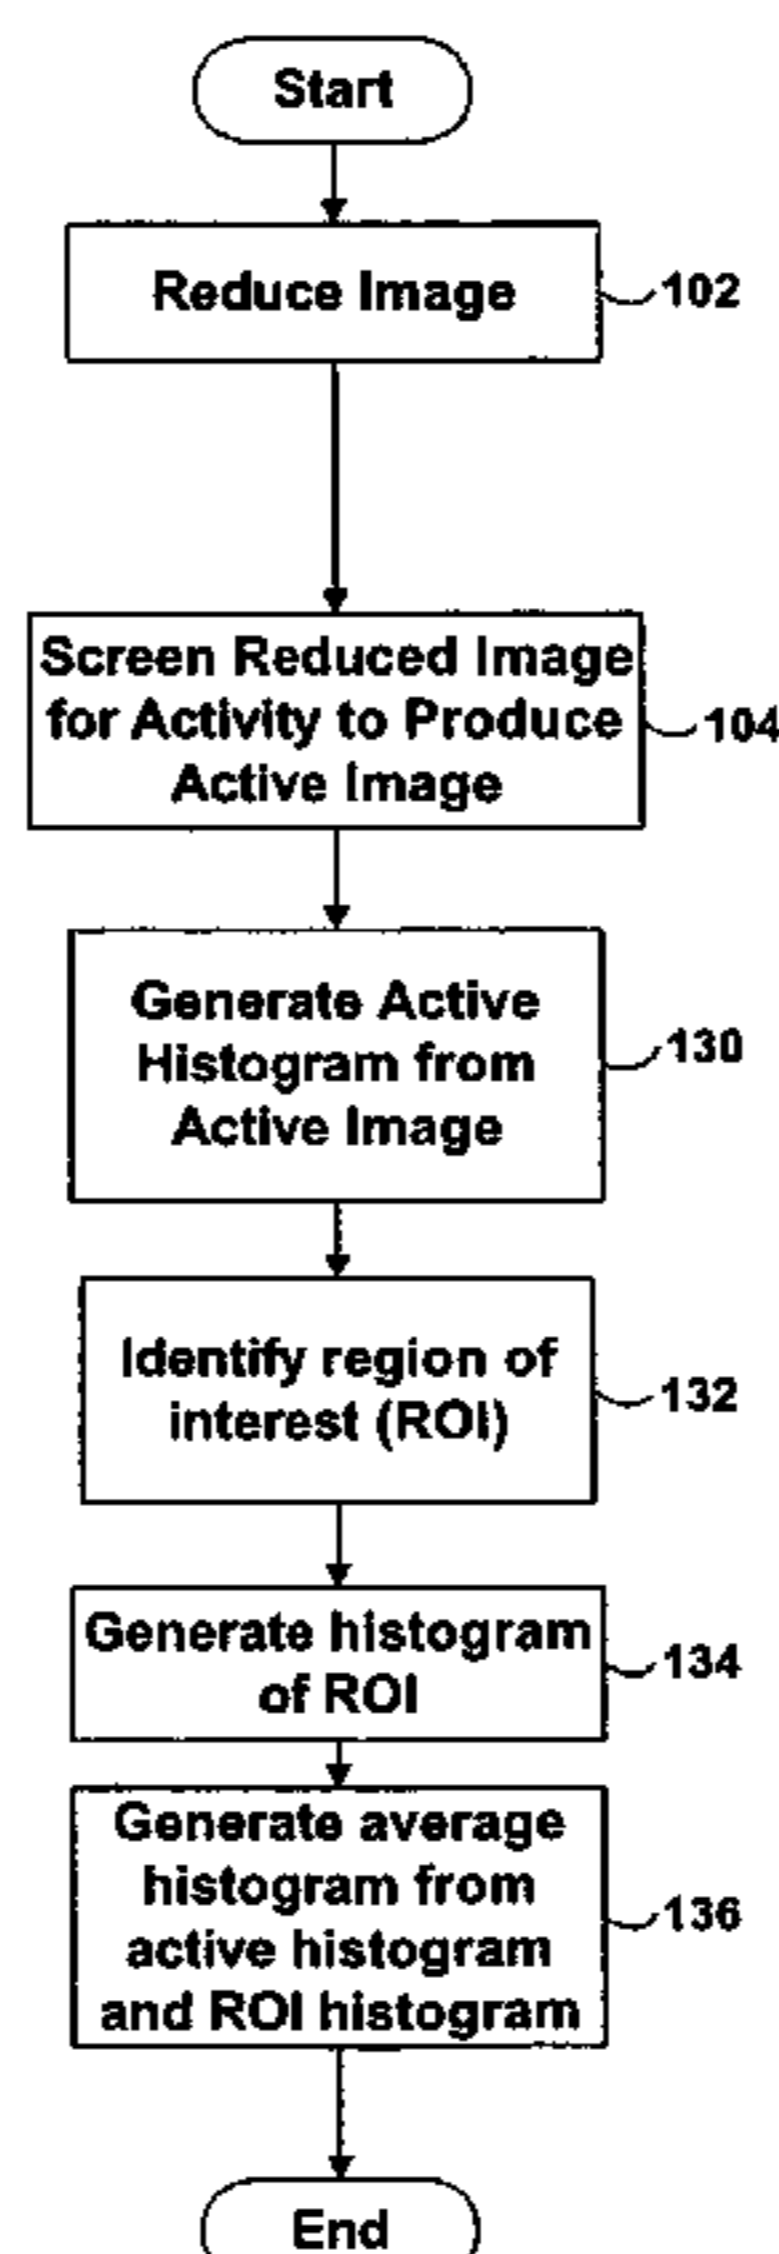 Start
Reduce Image
102
Screen Reduced Image
for Activity to Produce
Active Image
104
Generate Active
Histogram from
Active Image
130
Identify region of
interest (ROI)
132
Generate histogram
of ROI
134
Generate average
histogram from
active histogram
and ROI histogram
136
End